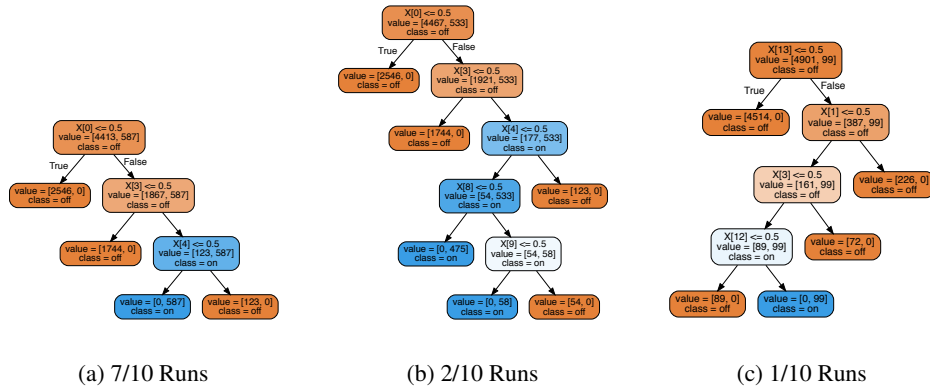 X[0] <= 0.5
value = [4413, 587]
class = off
True
False
value = [2546, 0]
class = off
X[3] <= 0.5
value = [1867, 587]
class = off
value = [1744, 0]
class = off
X[4] <= 0.5
value = [123, 587]
class = on
value = [0, 587]
class = on
value = [123, 0]
class = off
(a) 7/10 Runs
X[0] <= 0.5
value = [4467, 533]
class = off
True
False
value = [2546, 0]
class = off
X[3] <= 0.5
value = [1921, 533]
class = off
value = [1744, 0]
class = off
X[4] <= 0.5
value = [177, 533]
class = on
X[8] <= 0.5
value = [54, 533]
class = on
value = [123, 0]
class = off
value = [0, 475]
class = on
X[9] <= 0.5
value = [54, 58]
class = on
value = [0, 58]
class = on
value = [54, 0]
class = off
(b) 2/10 Runs
X[13] <= 0.5
value = [4901, 99]
class = off
True
False
value = [4514, 0]
class = off
X[1] <= 0.5
value = [387, 99]
class = off
X[3] <= 0.5
value = [161, 99]
class = off
value = [226, 0]
class = off
X[12] <= 0.5
value = [89, 99]
class = on
value = [72, 0]
class = off
value = [89, 0]
class = off
value = [0, 99]
class = on
(c) 1/10 Runs